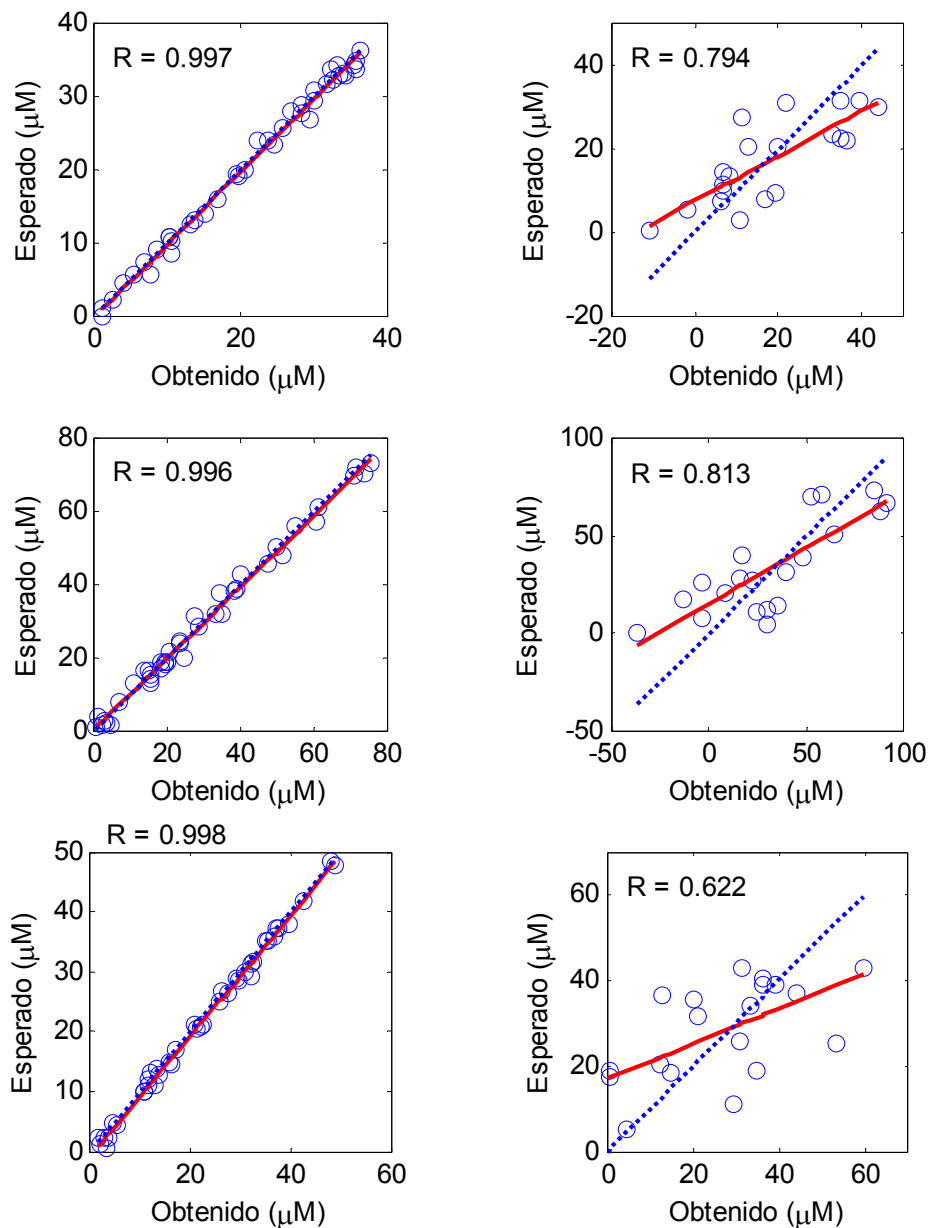 R = 0.997
Esperado (μM)
40
30
20
10
0
0
20
40
Obtenido (μM)
R = 0.794
Esperado (μM)
40
20
0
-20
-20
0
20
40
Obtenido (μM)
R = 0.996
Esperado (μM)
80
60
40
20
0
0
20
40
60
80
Obtenido (μM)
R = 0.813
Esperado (μM)
100
50
0
-50
-50
0
50
100
Obtenido (μM)
R = 0.998
Esperado (μM)
50
40
30
20
10
0
0
20
40
60
Obtenido (μM)
R = 0.622
Esperado (μM)
60
40
20
0
0
20
40
60
Obtenido (μM)